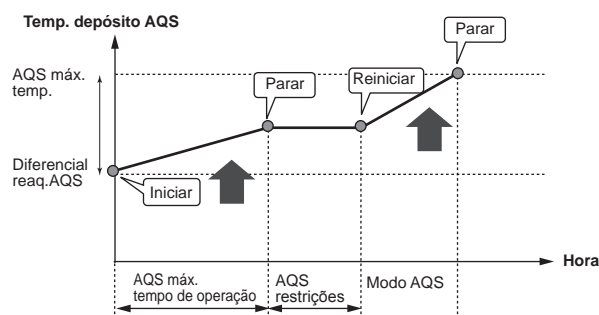 Temp. depósito AQS
Parar
AQS máx.
temp.
Parar
Reiniciar
Diferencial
reaq.AQS
Iniciar
Hora
AQS máx.
tempo de operação
AQS
restrições
Modo AQS